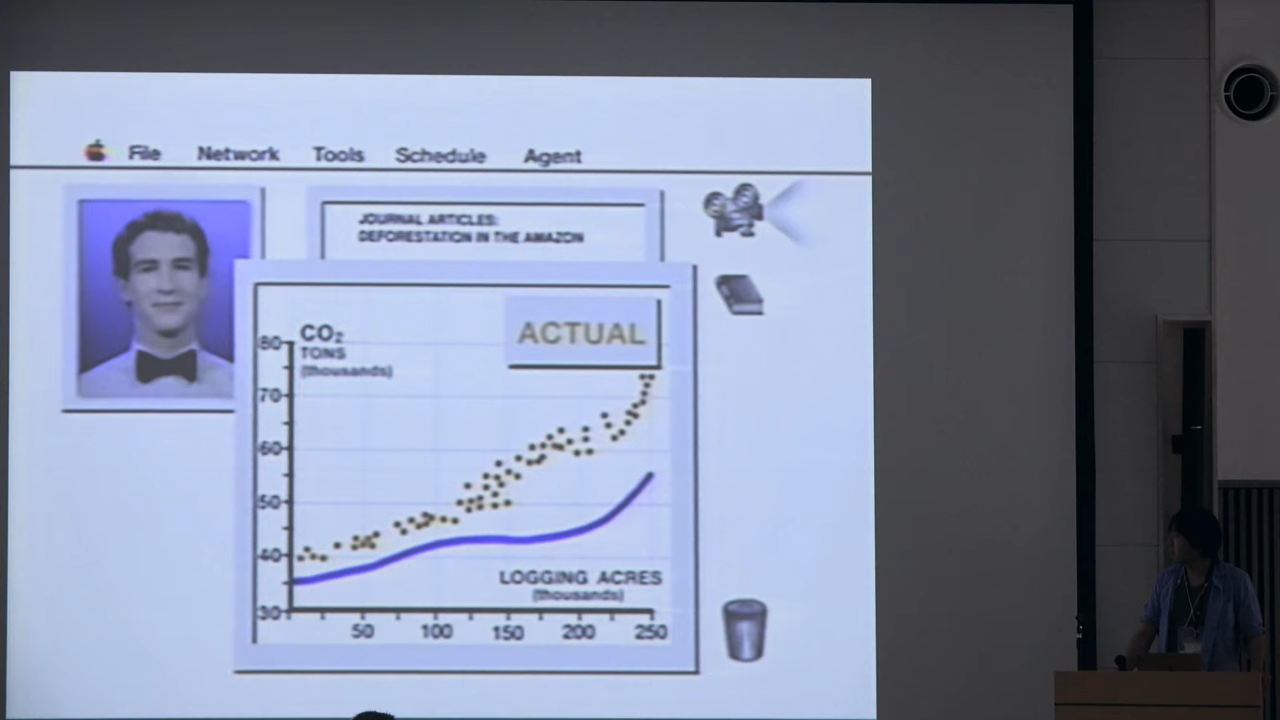 File Network Tools Schedule Agent
JOURNAL ARTICLES:
DEFORESTATION IN THE AMAZON
ACTUAL
CO₂
TONS
(thousands)
80
70
60
50
40
30
LOGGING ACRES
(thousands)
50 100 150 200 250